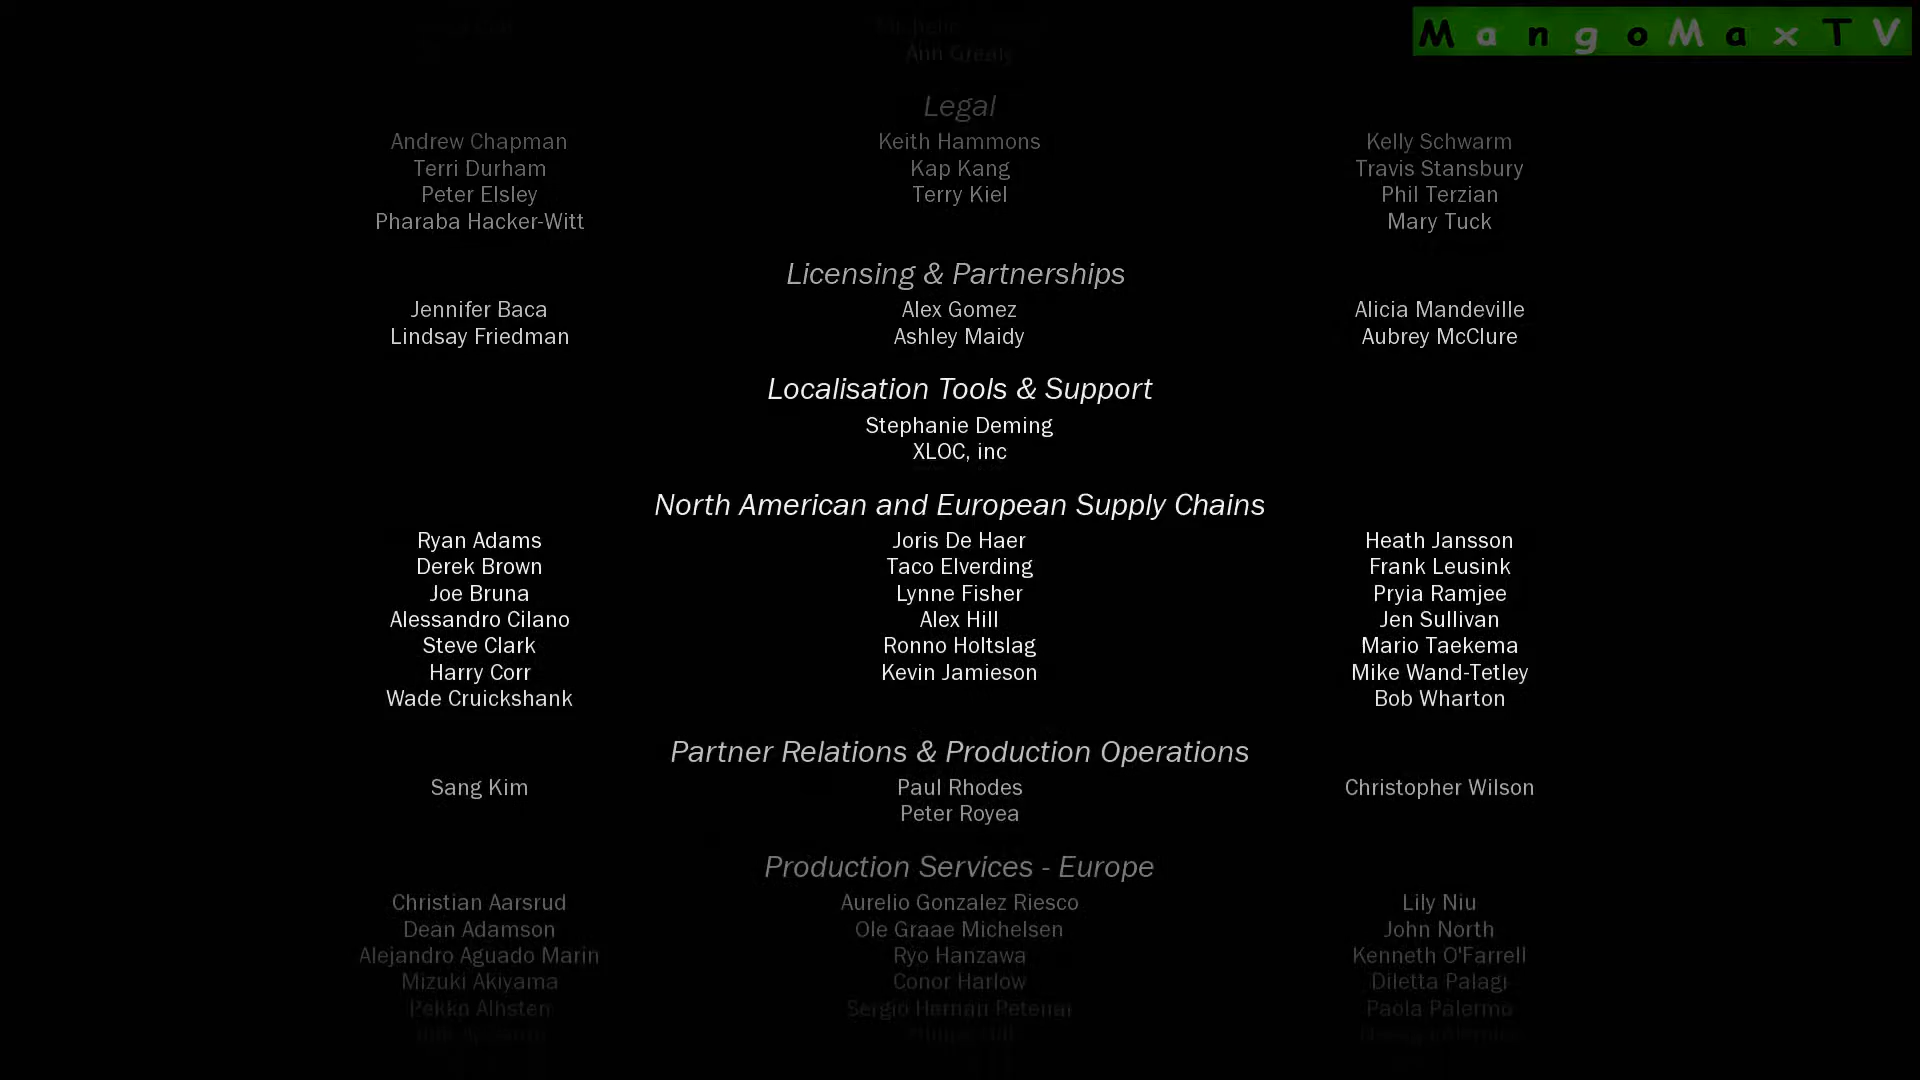 MangoMaxTV
Ann Grealy
Legal
Andrew Chapman Keith Hammons Kelly Schwarm
Terri Durham Kap Kang Travis Stansbury
Peter Elsley Terry Kiel Phil Terzian
Pharaba Hacker-Witt Mary Tuck
Licensing & Partnerships
Jennifer Baca Alex Gomez Alicia Mandeville
Lindsay Friedman Ashley Maidy Aubrey McClure
Localisation Tools & Support
Stephanie Deming
XLOC, inc
North American and European Supply Chains
Ryan Adams Joris De Haer Heath Jansson
Derek Brown Taco Elverding Frank Leusink
Joe Bruna Lynne Fisher Pryia Ramjee
Alessandro Cilano Alex Hill Jen Sullivan
Steve Clark Ronno Holtslag Mario Taekema
Harry Corr Kevin Jamieson Mike Wand-Tetley
Wade Cruickshank Bob Wharton
Partner Relations & Production Operations
Sang Kim Paul Rhodes Christopher Wilson
Peter Royea
Production Services - Europe
Christian Aarsrud Aurelio Gonzalez Riesco Lily Niu
Dean Adamson Ole Graae Michelsen John North
Alejandro Aguado Marin Ryo Hanzawa Kenneth O'Farrell
Mizuki Akiyama Conor Harlow Diletta Palagi
Pekko Alhsten Sergio Hernan Petenar Paola Palermo